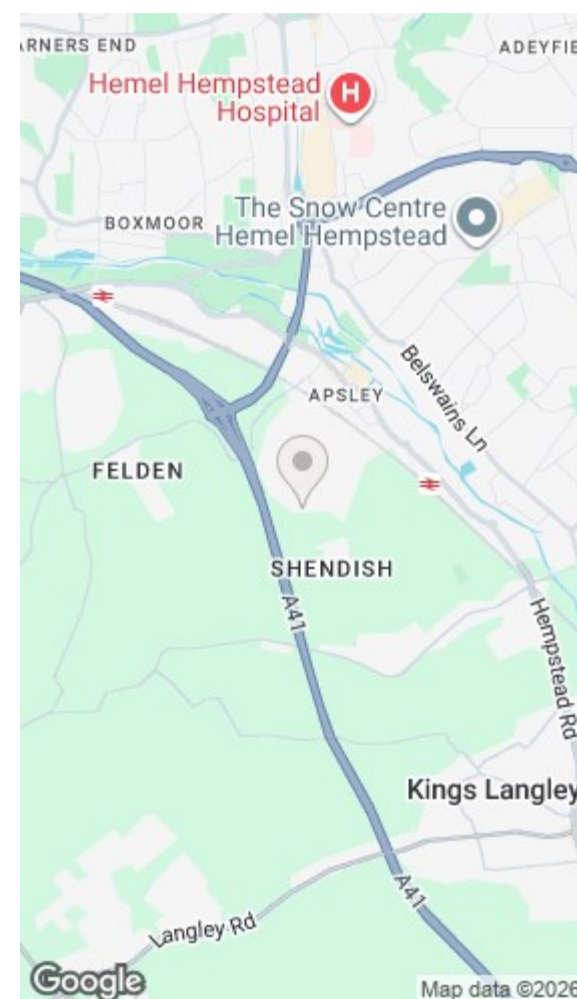 ARNERS END
ADEYFIE
Hemel Hempstead
Hospital
H
The Snow Centre
Hemel Hempstead
BOXMOOR
Belswains Ln
APSLEY
FELDEN
SHENDISH
A41
Hempstead Rd
Kings Langley
A41
Langley Rd
Google
Map data ©2026